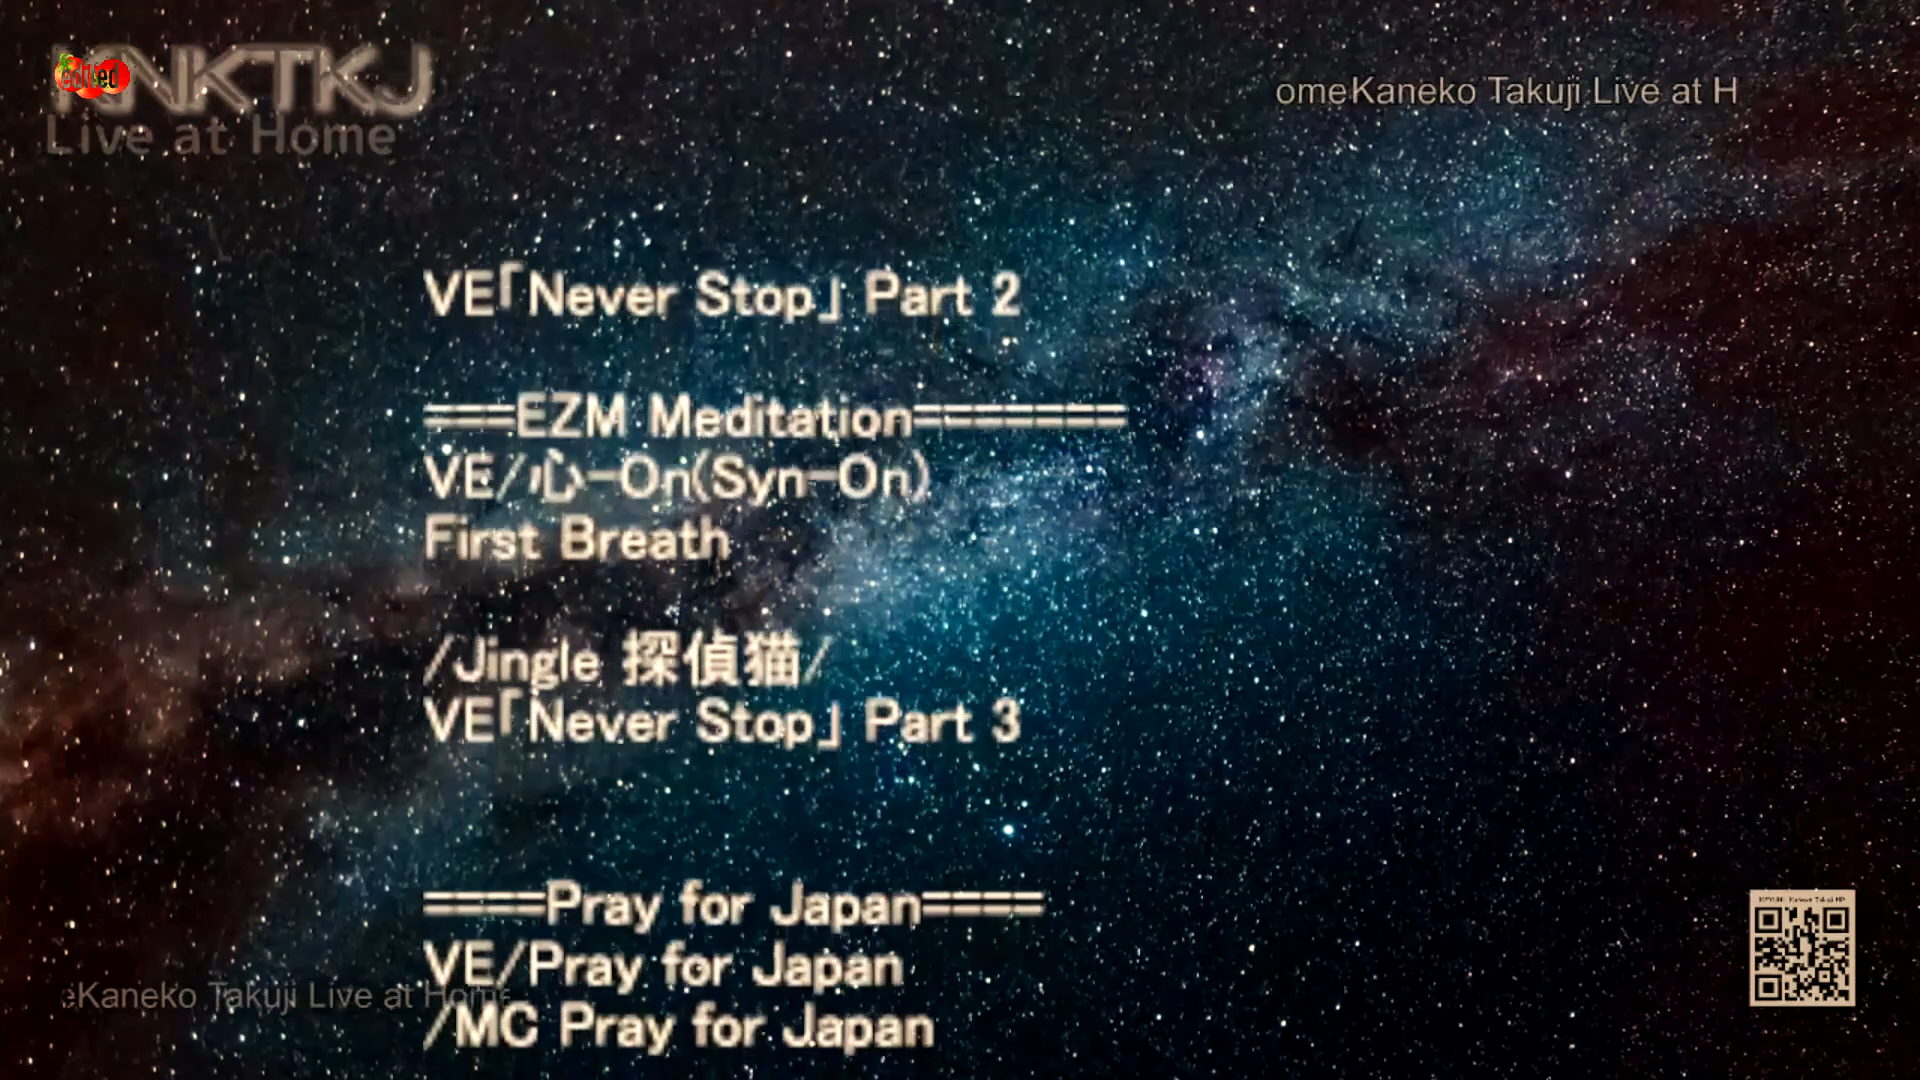 KNKTKJ
edited
Live at Home
omeKaneko Takuji Live at H
VE「Never Stop」 Part 2
===EZM Meditation=======
VE/心-On(Syn-On)
First Breath
/Jingle 探偵猫/
VE「Never Stop」 Part 3
====Pray for Japan====
VE/Pray for Japan
eKaneko Takuji Live at Home
/MC Pray for Japan